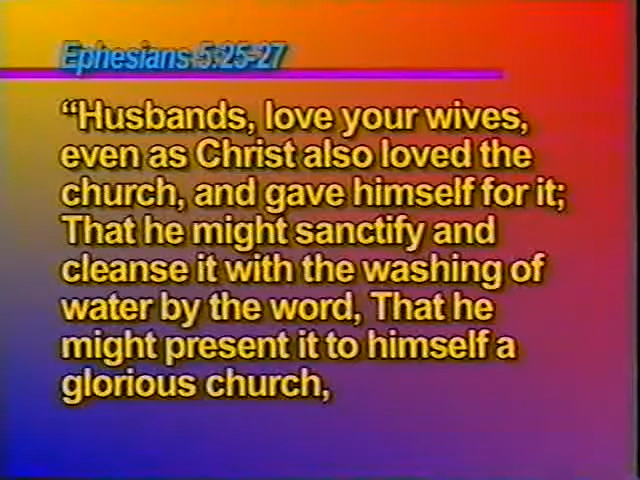 Ephesians 5:25-27
“Husbands, love your wives,
even as Christ also loved the
church, and gave himself for it;
That he might sanctify and
cleanse it with the washing of
water by the word, That he
might present it to himself a
glorious church,